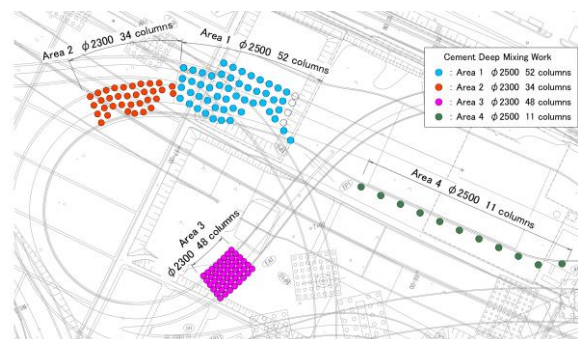 Area 2 φ2300 34 columns
Area 1 φ2500 52 columns
Cement Deep Mixing Work
: Area 1 φ2500 52 columns
: Area 2 φ2300 34 columns
: Area 3 φ2300 48 columns
: Area 4 φ2500 11 columns
Area 4 φ2500 11 columns
Area 3
φ2300 48 columns